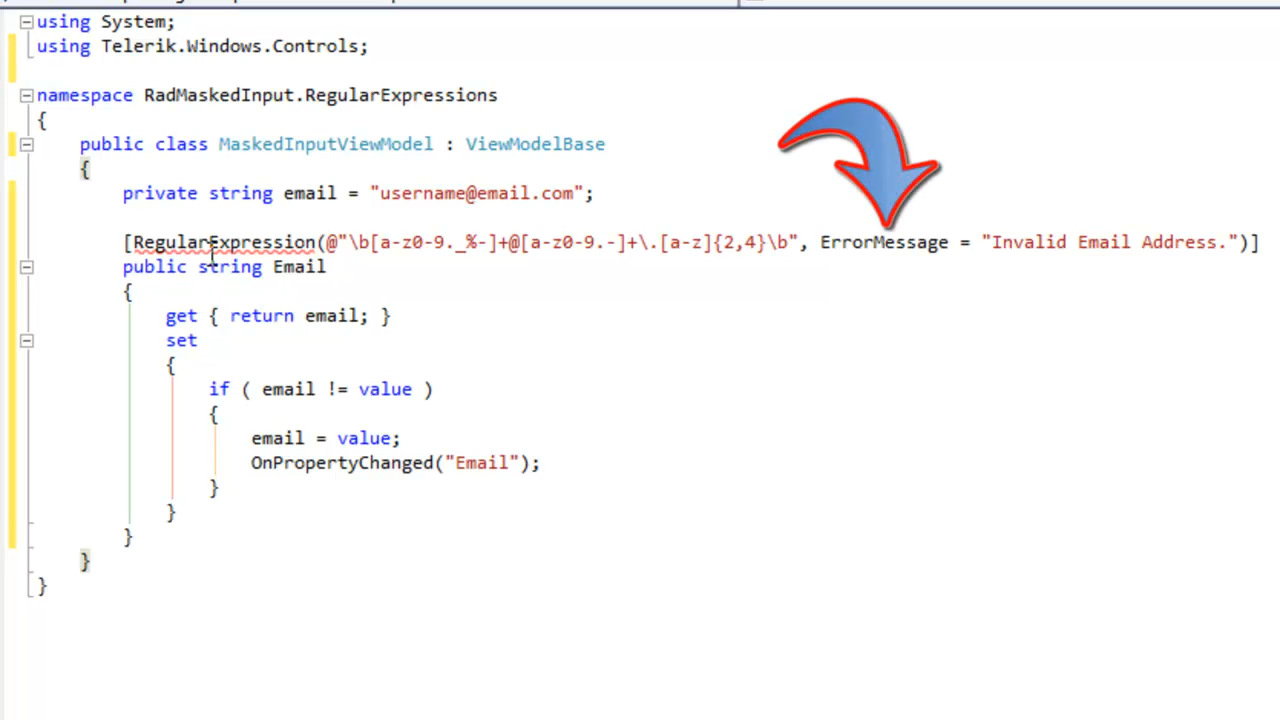 using System;
using Telerik.Windows.Controls;
namespace RadMaskedInput.RegularExpressions
{
public class MaskedInputViewModel : ViewModelBase
{
private string email = "username@email.com";
[RegularExpression(@"\b[a-z0-9._%-]+@[a-z0-9.-]+\.[a-z]{2,4}\b", ErrorMessage = "Invalid Email Address.")]
public string Email
{
get { return email; }
set
{
if ( email != value )
{
email = value;
OnPropertyChanged("Email");
}
}
}
}
}